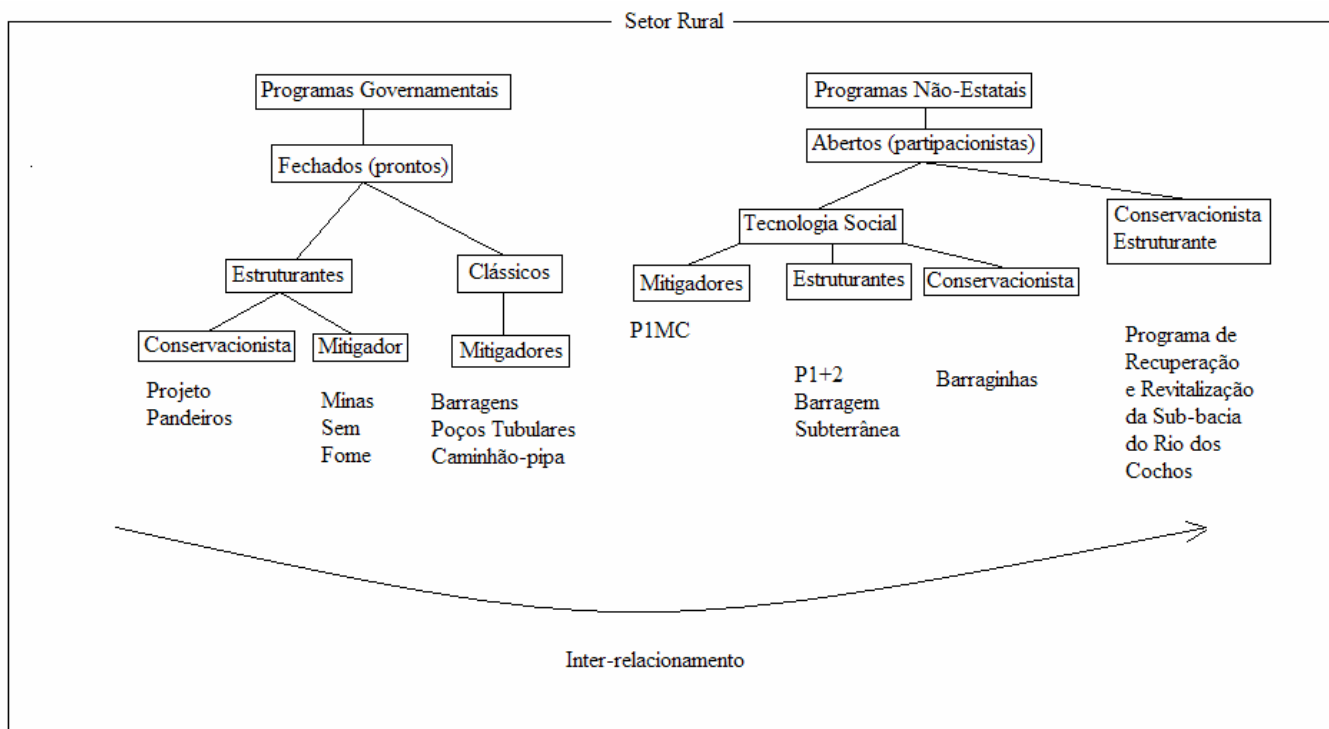 Setor Rural
Programas Governamentais
Fechados (prontos)
Estruturantes
Clássicos
Conservacionista
Mitigador
Mitigadores
Projeto
Pandeiros
Minas
Sem
Fome
Barragens
Poços Tubulares
Caminhão-pipa
Programas Não-Estatais
Abertos (partipacionistas)
Tecnologia Social
Conservacionista
Estruturante
Mitigadores
Estruturantes
Conservacionista
P1MC
P1+2
Barragem
Subterrânea
Barraginhas
Programa de
Recuperação
e Revitalização
da Sub-bacia
do Rio dos
Cochos
Inter-relacionamento